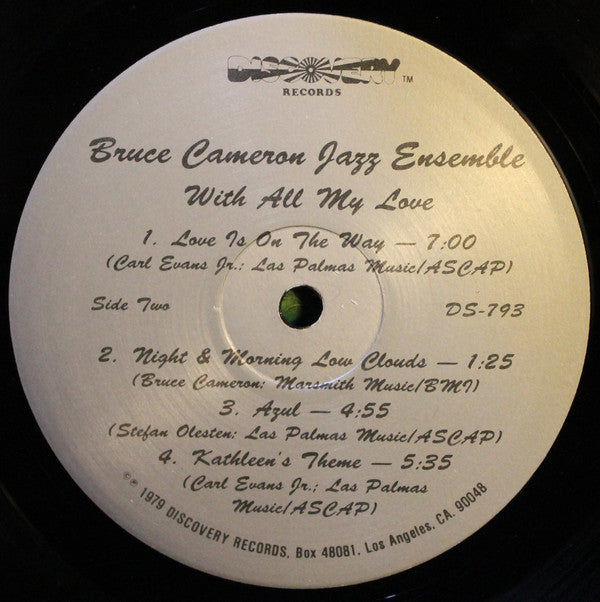 DISCOVERY TM
RECORDS
Bruce Cameron Jazz Ensemble
With All My Love
1. Love Is On The Way — 7:00
(Carl Evans Jr.; Las Palmas Music/ASCAP)
Side Two DS-793
2. Night & Morning Low Clouds — 1:25
(Bruce Cameron; Marsmith Music/BMI)
3. Azul — 4:55
(Stefan Olesten; Las Palmas Music/ASCAP)
4. Kathleen's Theme — 5:35
(Carl Evans Jr.; Las Palmas
Music/ASCAP)
©℗ 1979 DISCOVERY RECORDS, Box 48081, Los Angeles, CA. 90048